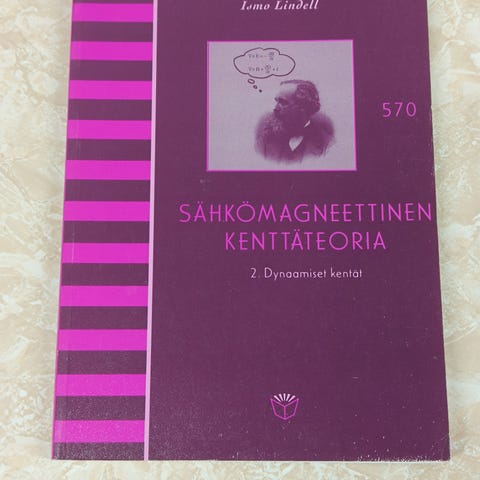 Ismo Lindell
570
SÄHKÖMAGNEETTINEN
KENTTÄTEORIA
2. Dynaamiset kentät